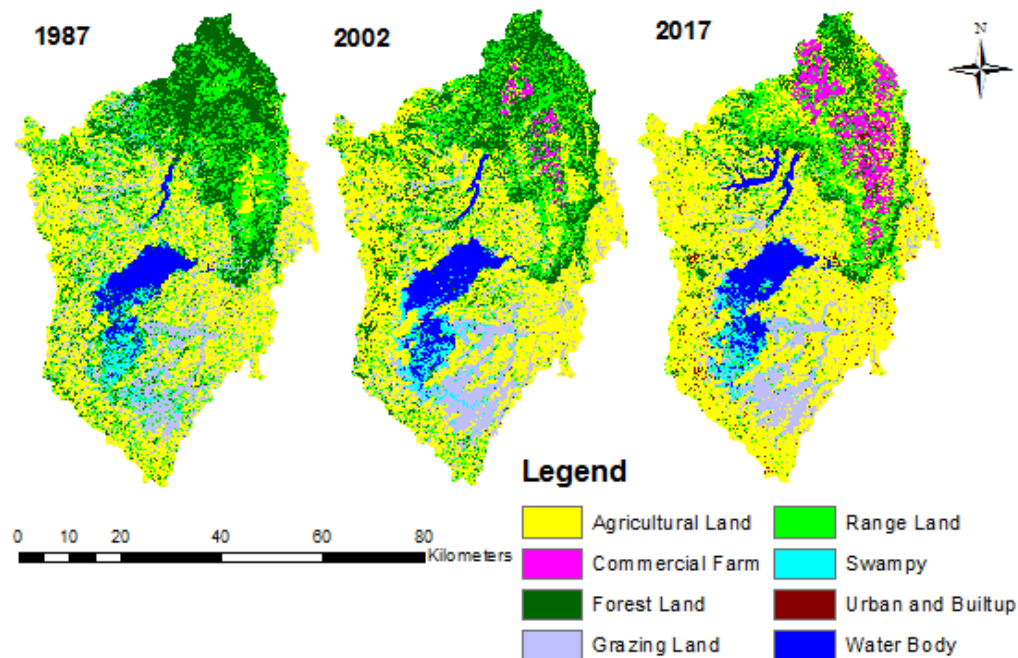 1987
2002
2017
N
Legend
0 10 20 40 60 80
Kilometers
Agricultural Land
Range Land
Commercial Farm
Swampy
Forest Land
Urban and Builtup
Grazing Land
Water Body